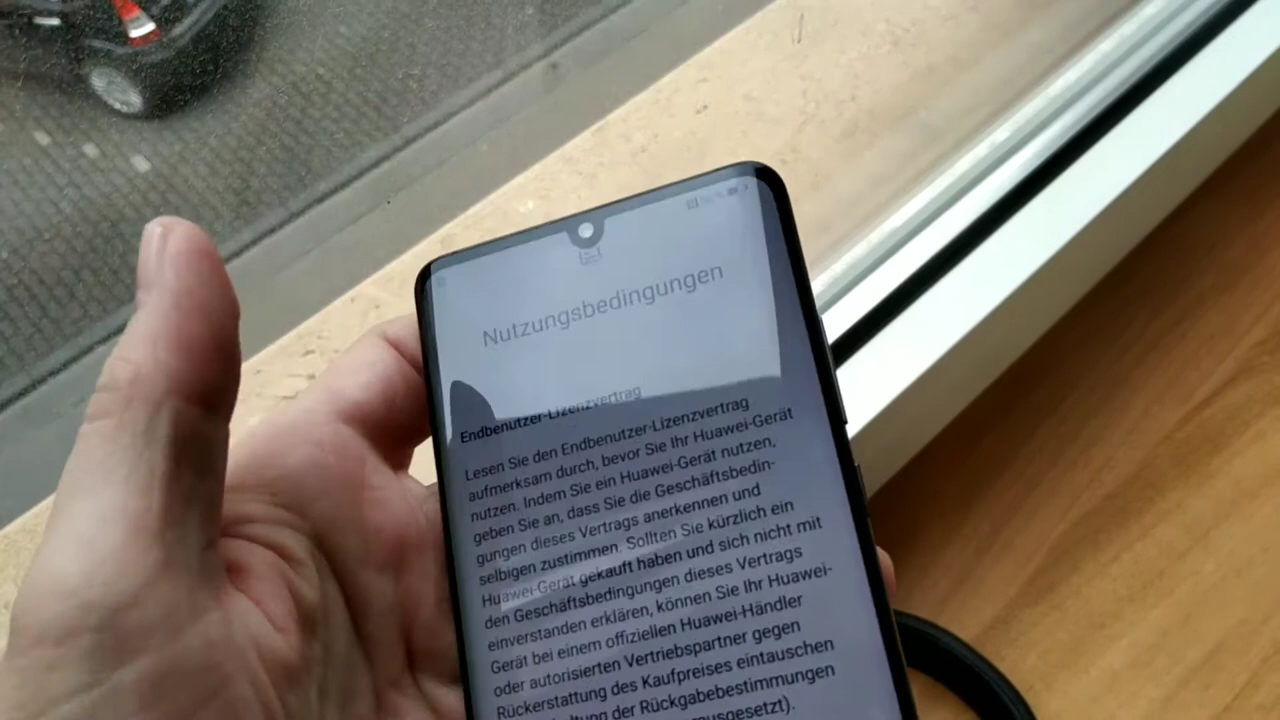 Nutzungsbedingungen
Endbenutzer-Lizenzvertrag
Lesen Sie den Endbenutzer-Lizenzvertrag
aufmerksam durch, bevor Sie Ihr Huawei-Gerät
nutzen. Indem Sie ein Huawei-Gerät nutzen,
geben Sie an, dass Sie die Geschäftsbedin-
gungen dieses Vertrags anerkennen und
selbigen zustimmen. Sollten Sie kürzlich ein
Huawei-Gerät gekauft haben und sich nicht mit
den Geschäftsbedingungen dieses Vertrags
einverstanden erklären, können Sie Ihr Huawei-
Gerät bei einem offiziellen Huawei-Händler
oder autorisierten Vertriebspartner gegen
Rückerstattung des Kaufpreises eintauschen
der Rückgabebestimmungen